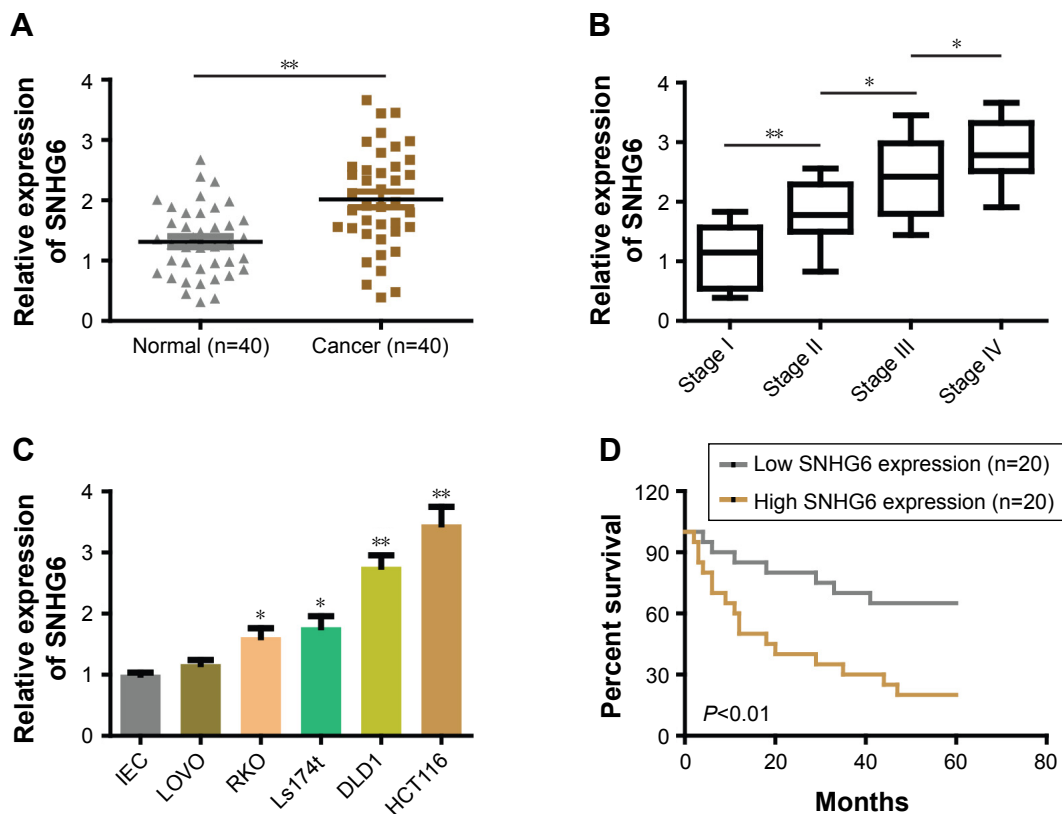 A
**
Relative expression
of SNHG6
4
3
2
1
0
Normal (n=40)
Cancer (n=40)
B
**
*
*
Relative expression
of SNHG6
4
3
2
1
0
Stage I
Stage II
Stage III
Stage IV
C
Relative expression
of SNHG6
4
3
2
1
0
*
*
**
**
IEC
LOVO
RKO
Ls174t
DLD1
HCT116
D
Low SNHG6 expression (n=20)
High SNHG6 expression (n=20)
Percent survival
120
90
60
30
0
P<0.01
0
20
40
60
80
Months